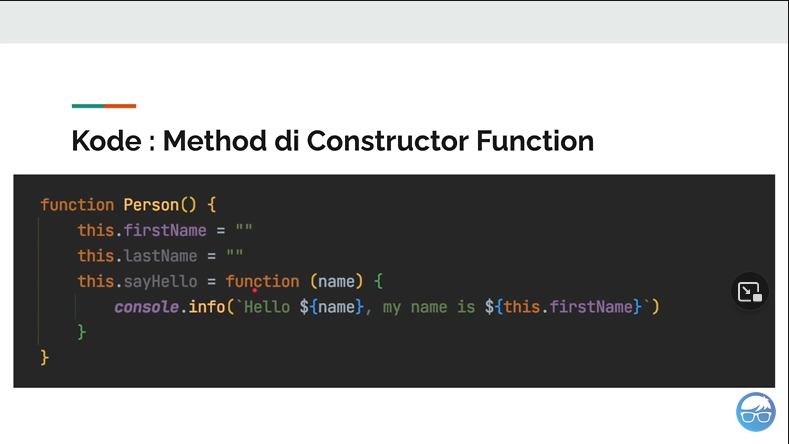 Kode : Method di Constructor Function
function Person() {
    this.firstName = ""
    this.lastName = ""
    this.sayHello = function (name) {
        console.info(`Hello ${name}, my name is ${this.firstName}`)
    }
}